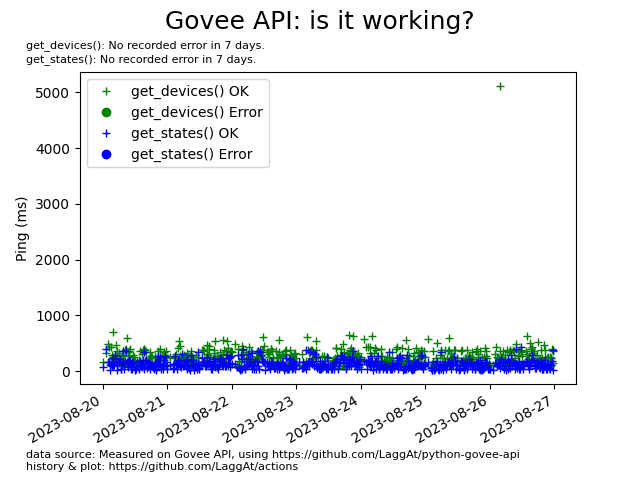 Govee API: is it working?
get_devices(): No recorded error in 7 days.
get_states(): No recorded error in 7 days.
get_devices() OK
get_devices() Error
get_states() OK
get_states() Error
Ping (ms)
5000
4000
3000
2000
1000
0
2023-08-20
2023-08-21
2023-08-22
2023-08-23
2023-08-24
2023-08-25
2023-08-26
2023-08-27
data source: Measured on Govee API, using https://github.com/LaggAt/python-govee-api
history & plot: https://github.com/LaggAt/actions